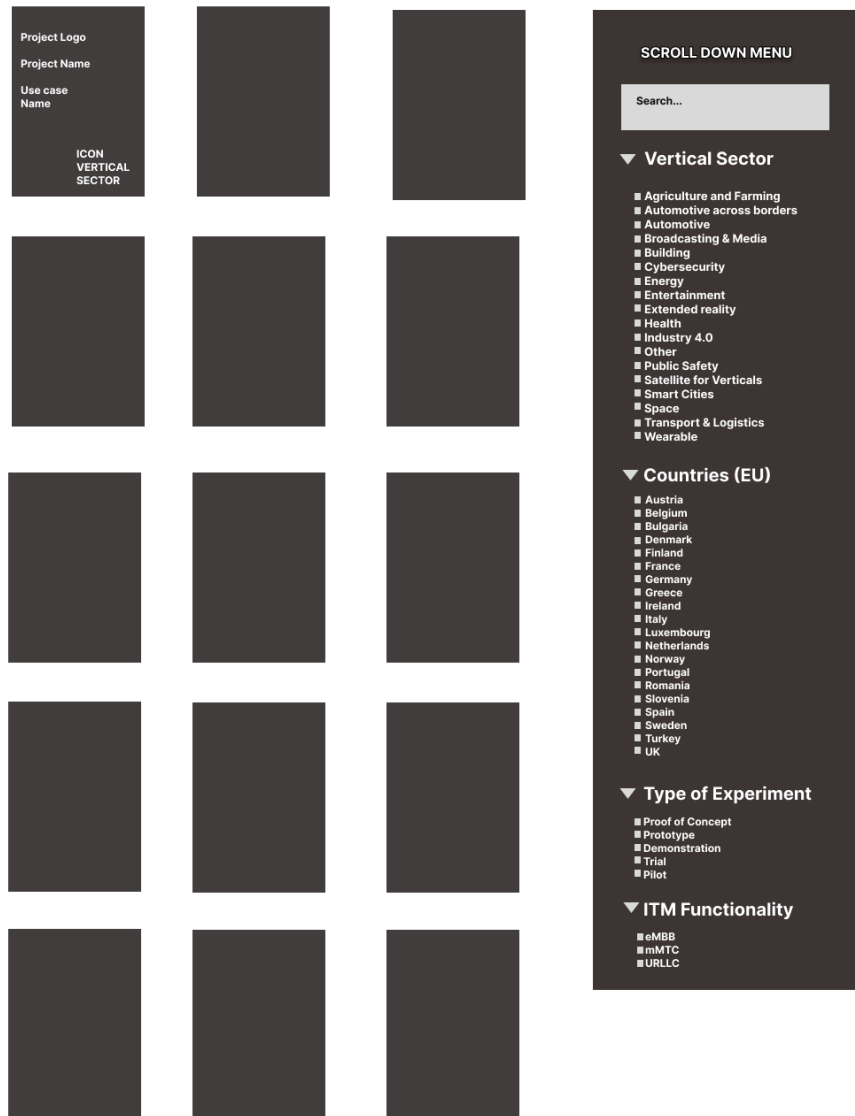 Project Logo
Project Name
Use case
Name
ICON
VERTICAL
SECTOR
SCROLL DOWN MENU
Search...
Vertical Sector
Agriculture and Farming
Automotive across borders
Automotive
Broadcasting & Media
Building
Cybersecurity
Energy
Entertainment
Extended reality
Health
Industry 4.0
Other
Public Safety
Satellite for Verticals
Smart Cities
Space
Transport & Logistics
Wearable
Countries (EU)
Austria
Belgium
Bulgaria
Denmark
Finland
France
Germany
Greece
Ireland
Italy
Luxembourg
Netherlands
Norway
Portugal
Romania
Slovenia
Spain
Sweden
Turkey
UK
Type of Experiment
Proof of Concept
Prototype
Demonstration
Trial
Pilot
ITM Functionality
eMBB
mMTC
URLLC